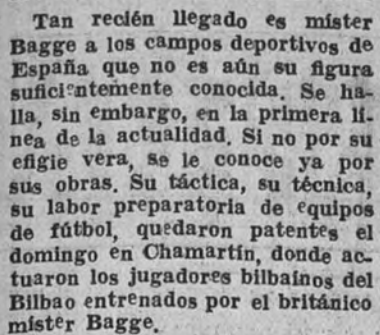 Tan recién llegado es míster
Bagge a los campos deportivos de
España que no es aún su figura
suficientemente conocida. Se ha-
lla, sin embargo, en la primera lí-
nea de la actualidad. Si no por su
efigie vera, se le conoce ya por
sus obras. Su táctica, su técnica,
su labor preparatoria de equipos
de fútbol, quedaron patentes el
domingo en Chamartín, donde ac-
tuaron los jugadores bilbaínos del
Bilbao entrenados por el británico
míster Bagge.